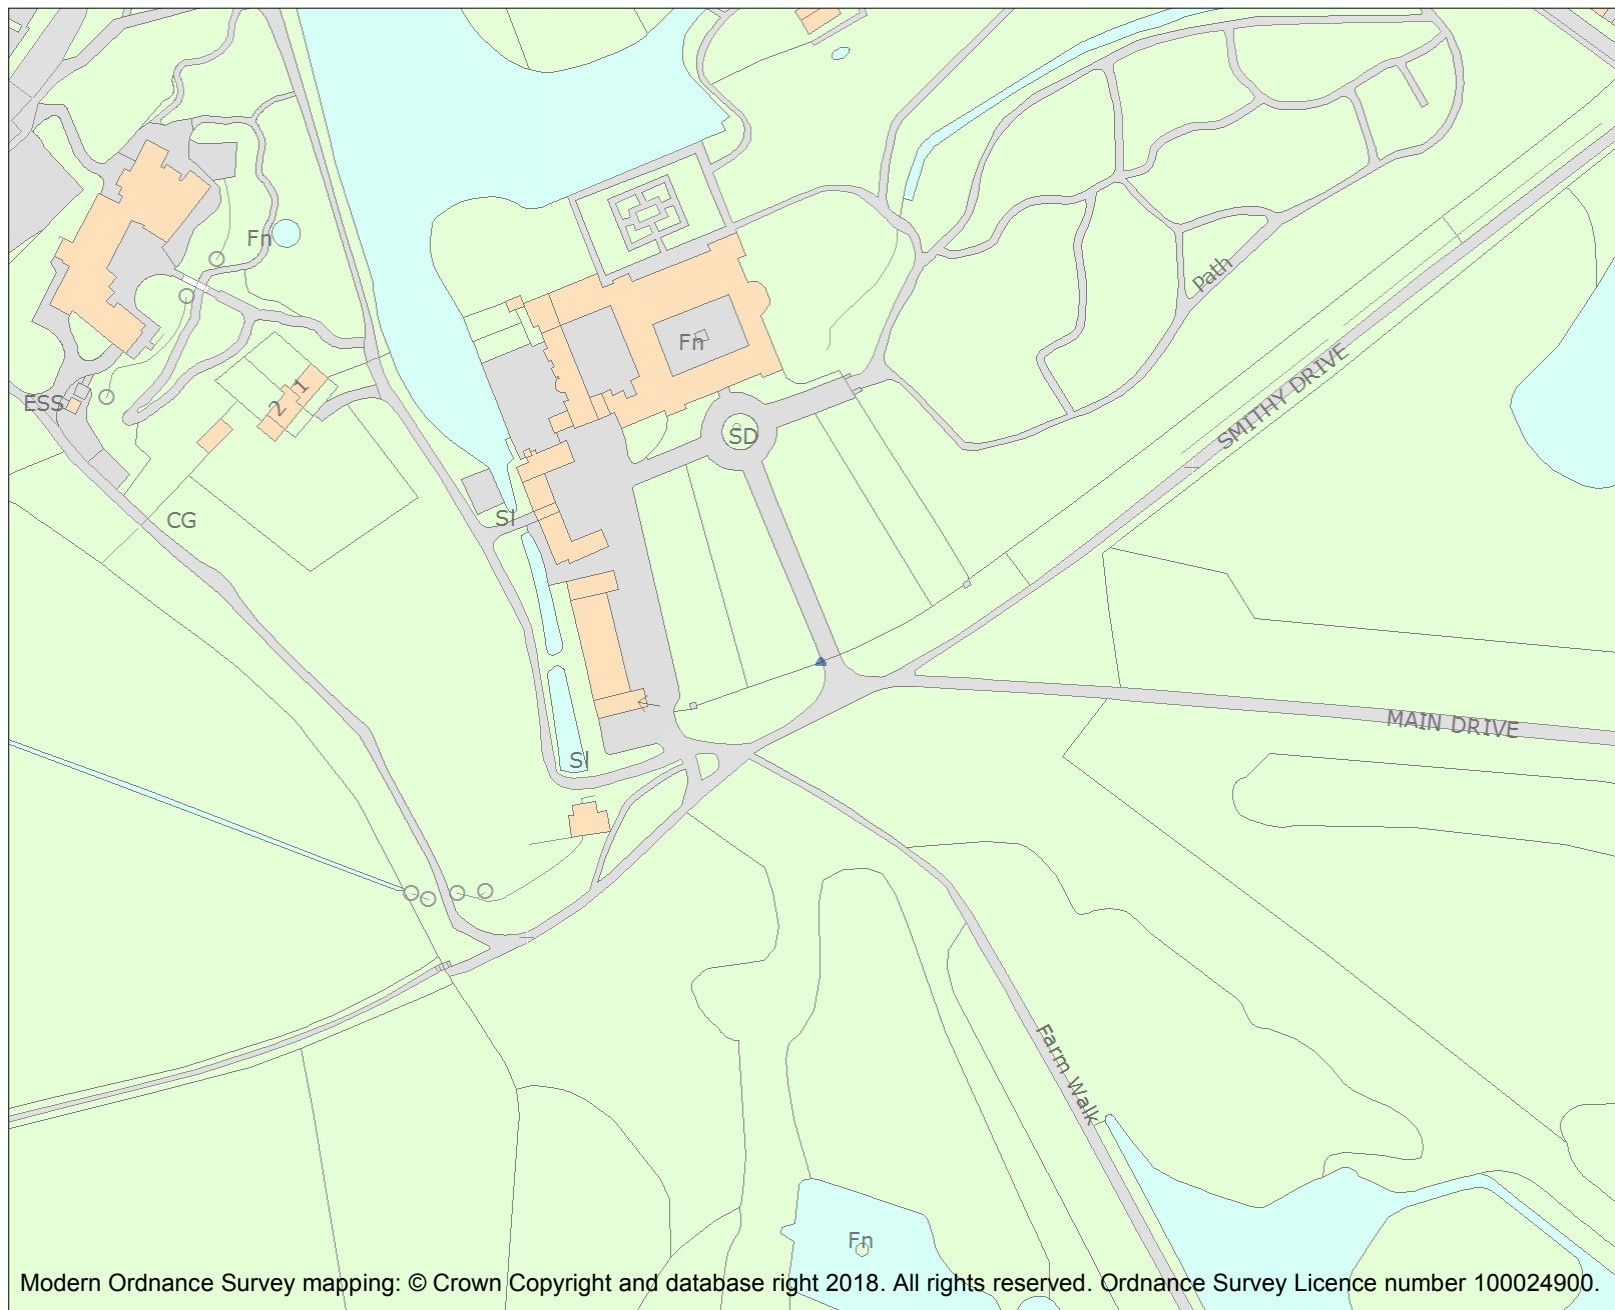 Fn
Path
Fn
SMITHY DRIVE
1
2
ESS
SD
Sl
CG
MAIN DRIVE
Sl
Farm Walk
Fn
Modern Ordnance Survey mapping: © Crown Copyright and database right 2018. All rights reserved. Ordnance Survey Licence number 100024900.